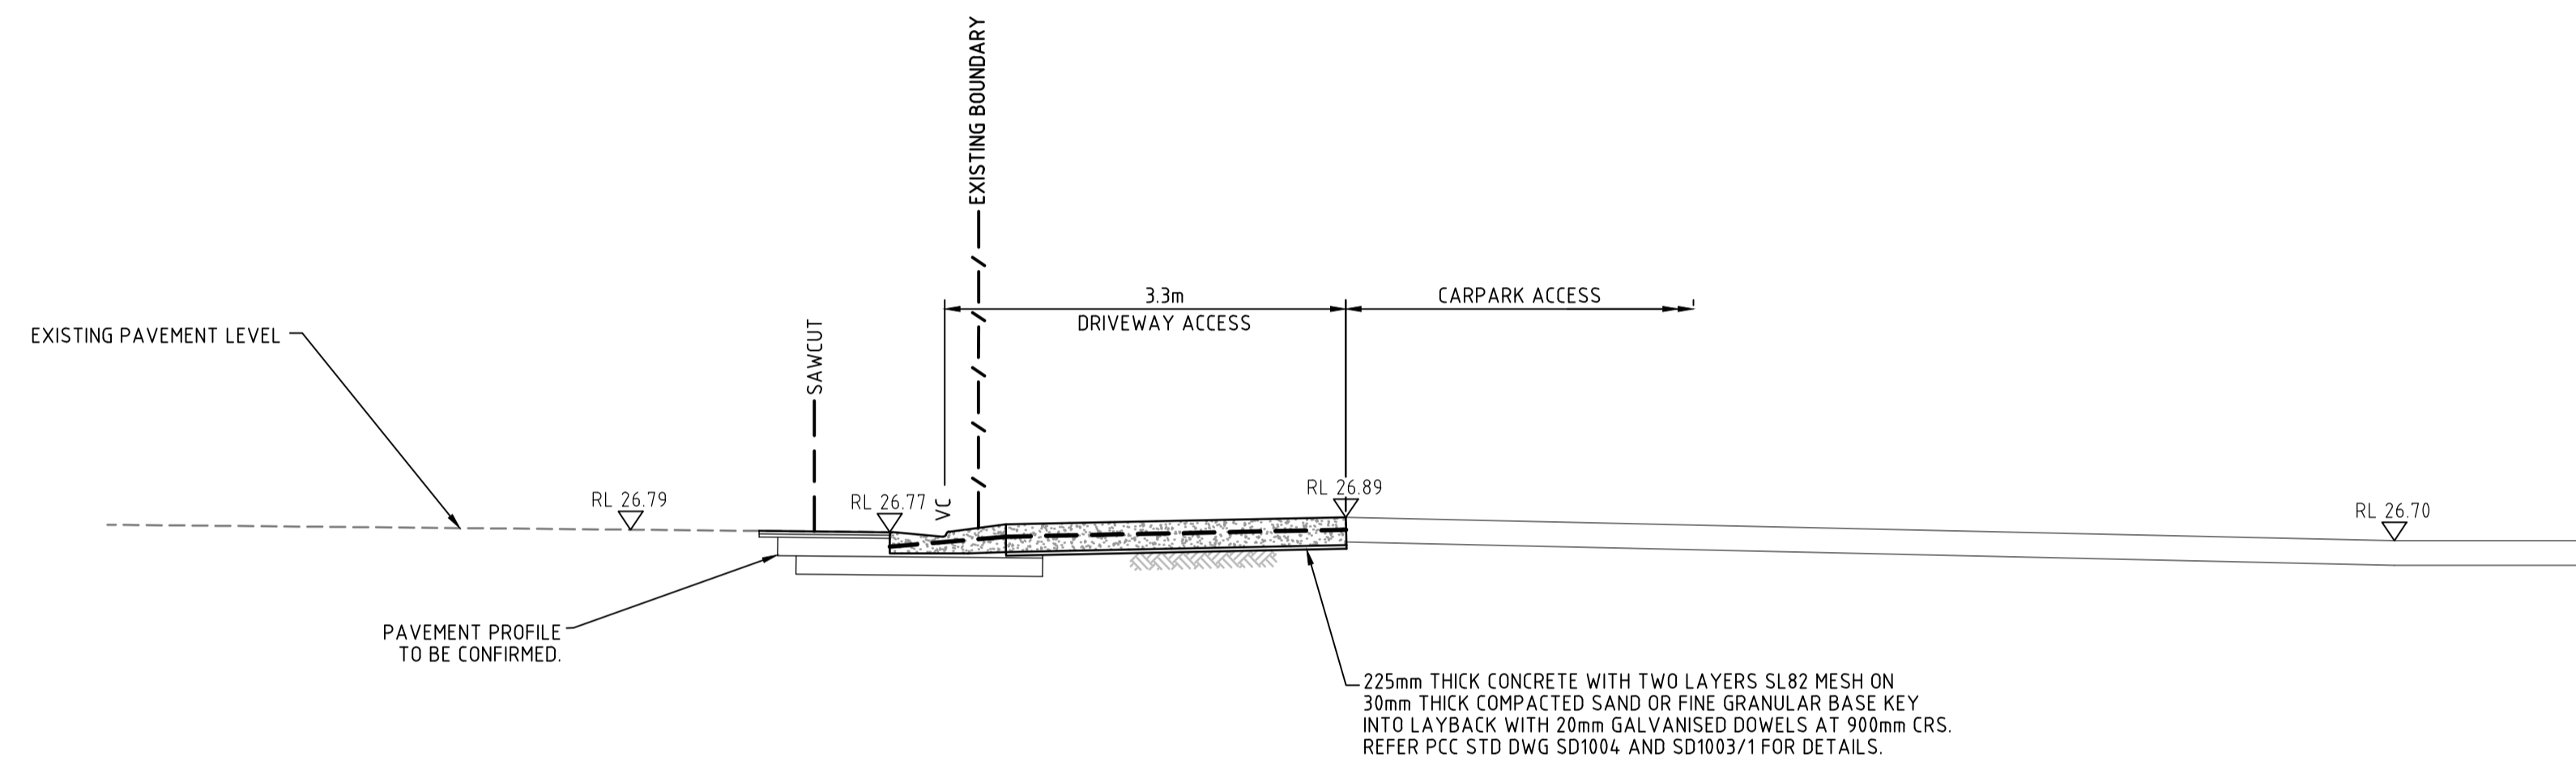 EXISTING BOUNDARY
3.3m
CARPARK ACCESS
DRIVEWAY ACCESS
EXISTING PAVEMENT LEVEL
SAWCUT
RL 26.79
RL 26.77
VC
RL 26.89
RL 26.70
PAVEMENT PROFILE
TO BE CONFIRMED.
225mm THICK CONCRETE WITH TWO LAYERS SL82 MESH ON
30mm THICK COMPACTED SAND OR FINE GRANULAR BASE KEY
INTO LAYBACK WITH 20mm GALVANISED DOWELS AT 900mm CRS.
REFER PCC STD DWG SD1004 AND SD1003/1 FOR DETAILS.